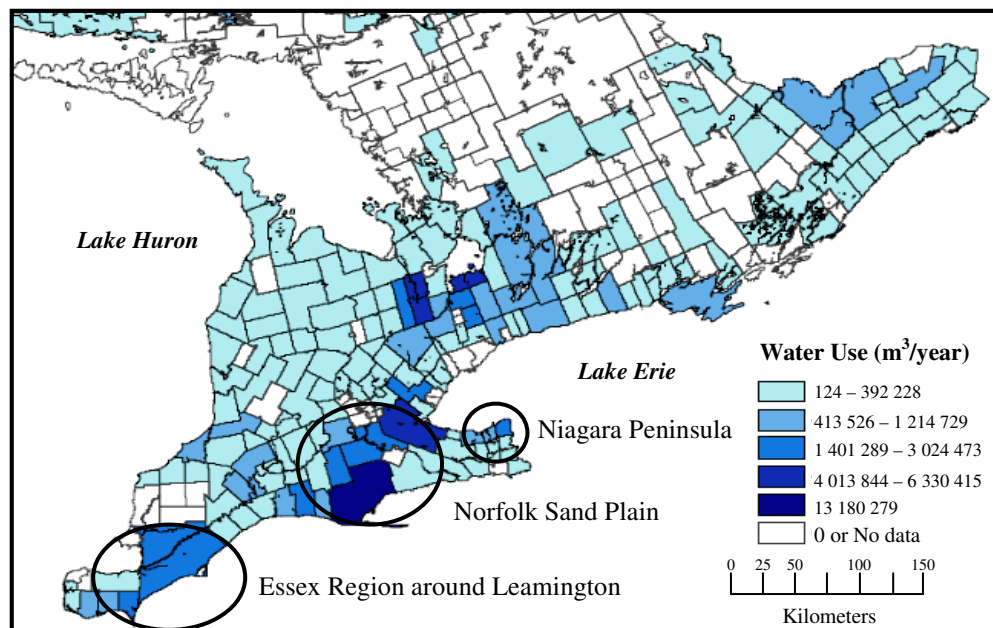 Lake Huron
Lake Erie
Water Use (m³/year)
124 – 392 228
413 526 – 1 214 729
1 401 289 – 3 024 473
4 013 844 – 6 330 415
13 180 279
0 or No data
Niagara Peninsula
Norfolk Sand Plain
Essex Region around Leamington
0 25 50 100 150
Kilometers